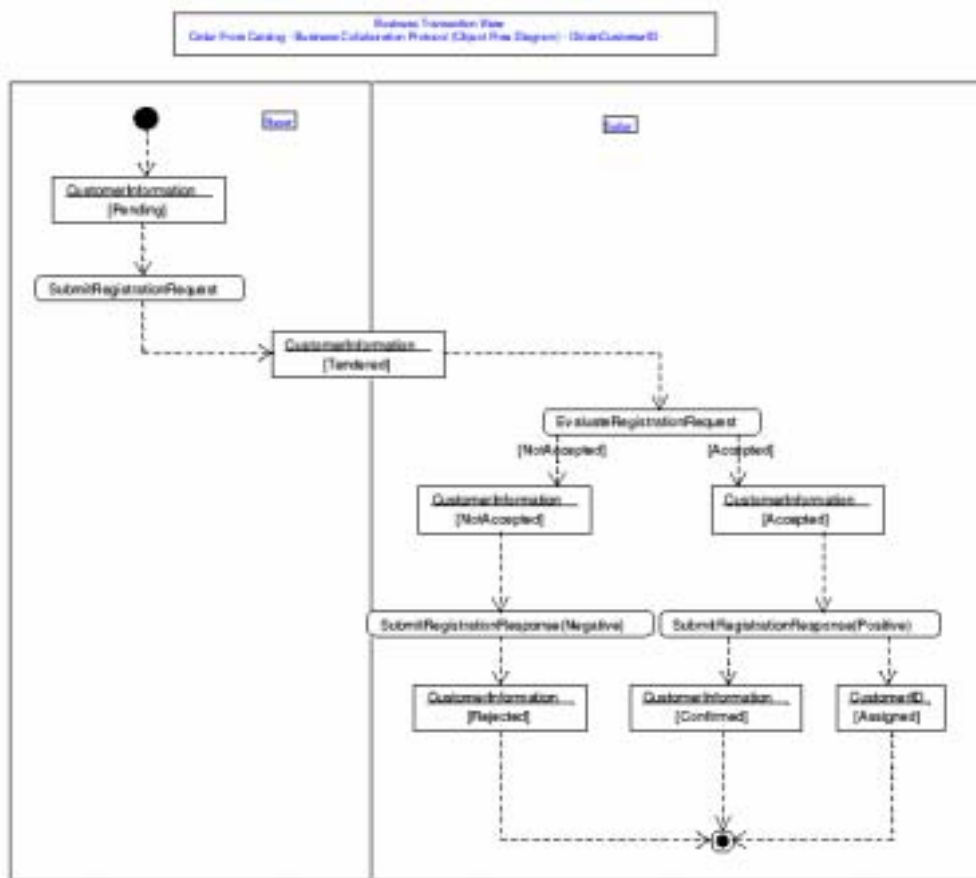 Business Transaction View
Order From Catalog - Business Collaboration Protocol (Object Flow Diagram) - ObtainCustomerID
Buyer
Seller
CustomerInformation
[Pending]
SubmitRegistrationRequest
CustomerInformation
[Tendered]
EvaluateRegistrationRequest
[NotAccepted] [Accepted]
CustomerInformation
[NotAccepted]
CustomerInformation
[Accepted]
SubmitRegistrationResponse(Negative)
SubmitRegistrationResponse(Positive)
CustomerInformation
[Rejected]
CustomerInformation
[Confirmed]
CustomerID
[Assigned]